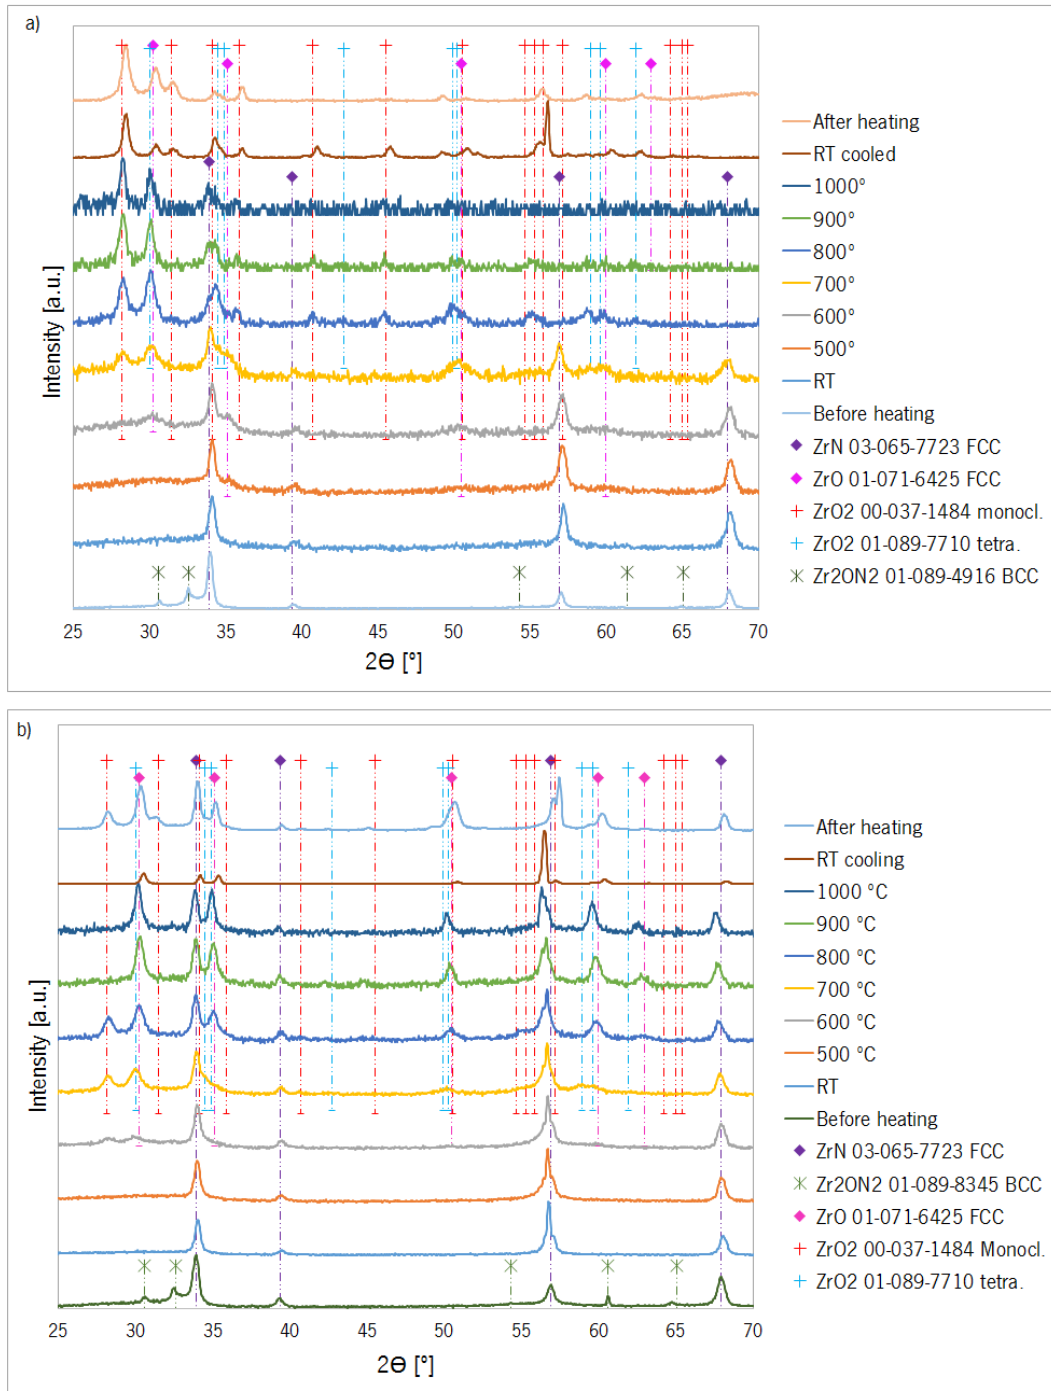 a)
After heating
RT cooled
1000°
900°
800°
700°
600°
500°
RT
Before heating
ZrN 03-065-7723 FCC
ZrO 01-071-6425 FCC
ZrO2 00-037-1484 monocl.
ZrO2 01-089-7710 tetra.
Zr2ON2 01-089-4916 BCC
Intensity [a.u.]
25 30 35 40 45 50 55 60 65 70
2Θ [°]
b)
After heating
RT cooling
1000 °C
900 °C
800 °C
700 °C
600 °C
500 °C
RT
Before heating
ZrN 03-065-7723 FCC
Zr2ON2 01-089-8345 BCC
ZrO 01-071-6425 FCC
ZrO2 00-037-1484 Monocl.
ZrO2 01-089-7710 tetra.
Intensity [a.u.]
25 30 35 40 45 50 55 60 65 70
2Θ [°]